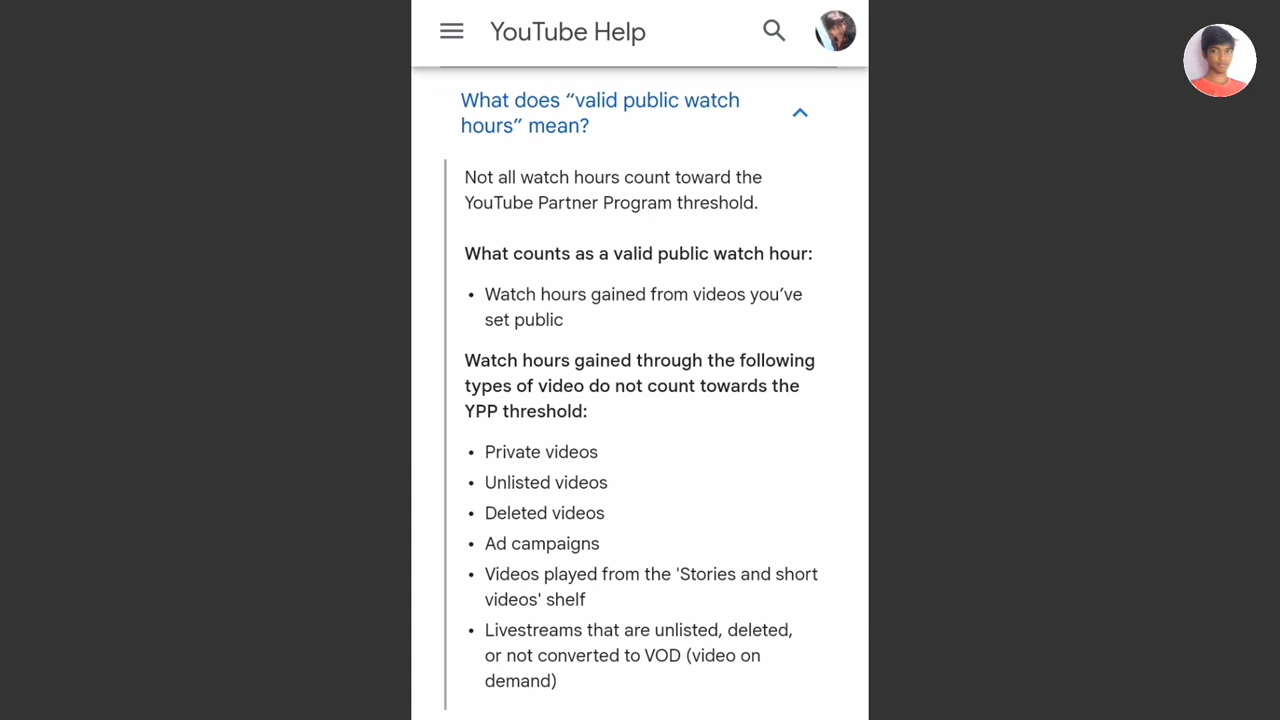 YouTube Help
What does “valid public watch
hours” mean?
Not all watch hours count toward the
YouTube Partner Program threshold.
What counts as a valid public watch hour:
• Watch hours gained from videos you’ve
set public
Watch hours gained through the following
types of video do not count towards the
YPP threshold:
• Private videos
• Unlisted videos
• Deleted videos
• Ad campaigns
• Videos played from the 'Stories and short
videos' shelf
• Livestreams that are unlisted, deleted,
or not converted to VOD (video on
demand)